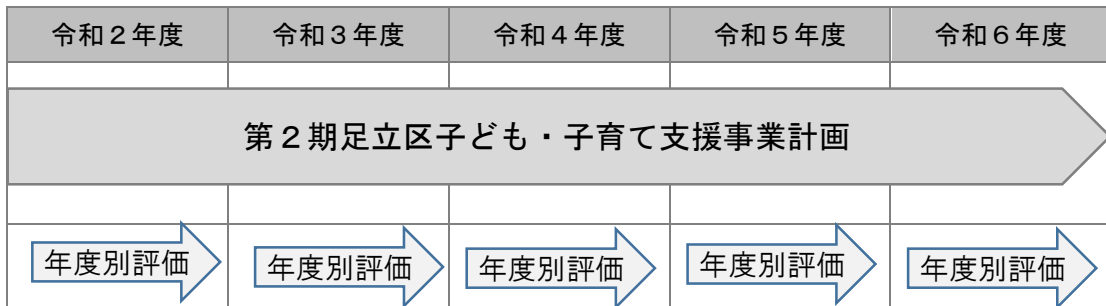 令和２年度 令和３年度 令和４年度 令和５年度 令和６年度
第２期足立区子ども・子育て支援事業計画
年度別評価 年度別評価 年度別評価 年度別評価 年度別評価